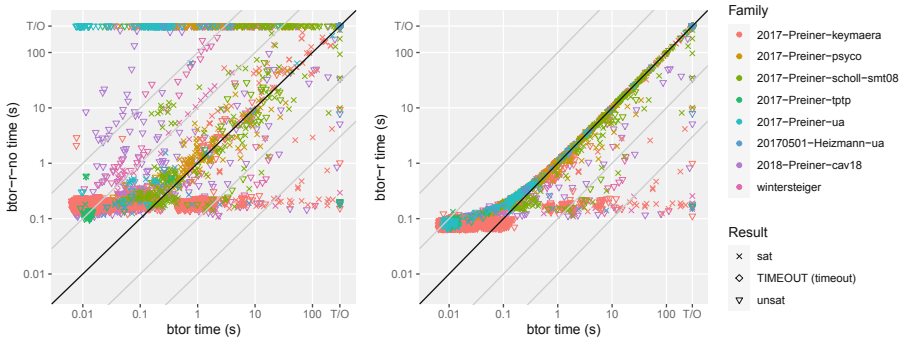 T/O
100
10
1
0.1
0.01
btor-r-no time (s)
0.01 0.1 1 10 100 T/O
btor time (s)
T/O
100
10
1
0.1
0.01
btor-r time (s)
0.01 0.1 1 10 100 T/O
btor time (s)
Family
2017-Preiner-keymaera
2017-Preiner-psyco
2017-Preiner-scholl-smt08
2017-Preiner-tptp
2017-Preiner-ua
20170501-Heizmann-ua
2018-Preiner-cav18
wintersteiger
Result
sat
TIMEOUT (timeout)
unsat